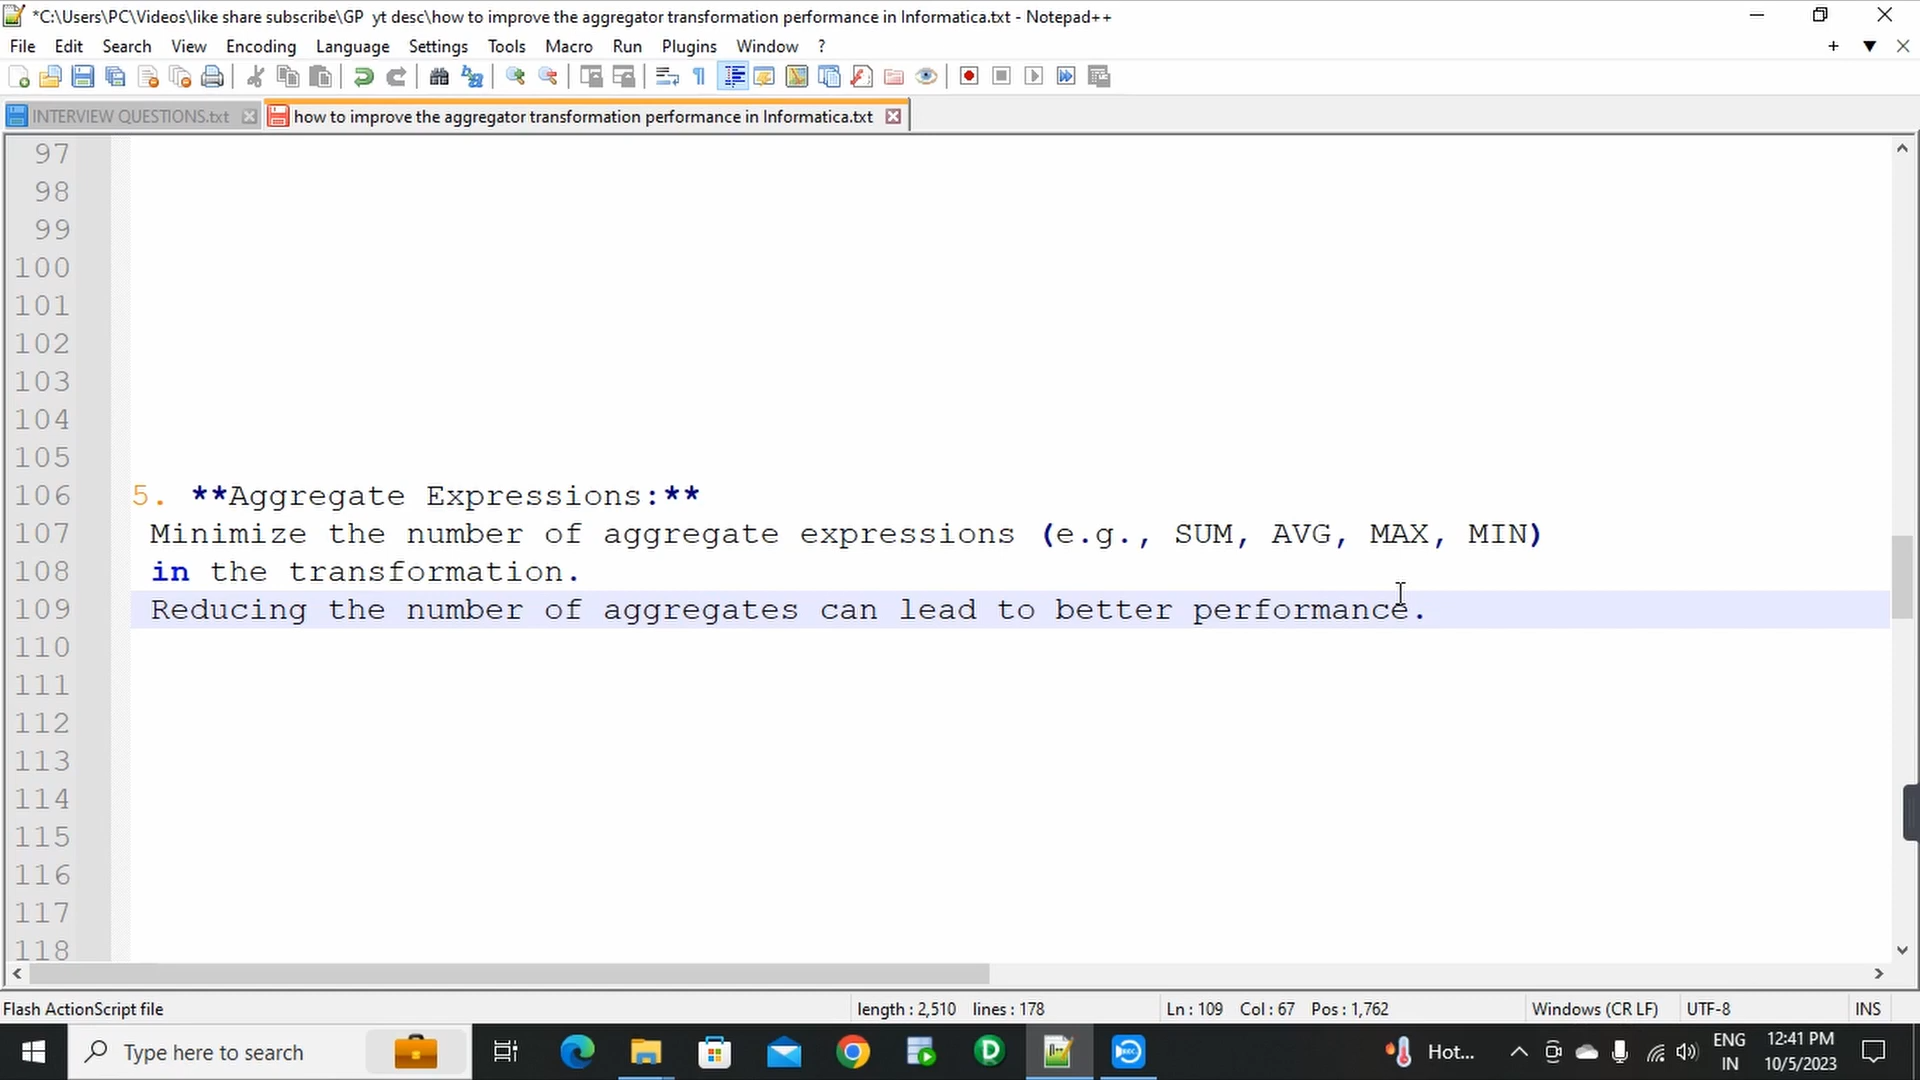 *C:\Users\PC\Videos\like share subscribe\GP  yt desc\how to improve the aggregator transformation performance in Informatica.txt - Notepad++
File Edit Search View Encoding Language Settings Tools Macro Run Plugins Window ?
INTERVIEW QUESTIONS.txt how to improve the aggregator transformation performance in Informatica.txt
97
98
99
100
101
102
103
104
105
106 5. **Aggregate Expressions:**
107 Minimize the number of aggregate expressions (e.g., SUM, AVG, MAX, MIN)
108 in the transformation.
109 Reducing the number of aggregates can lead to better performance.
110
111
112
113
114
115
116
117
118
Flash ActionScript file length : 2,510 lines : 178 Ln : 109 Col : 67 Pos : 1,762 Windows (CR LF) UTF-8 INS
Type here to search REC Hot... ENG IN 12:41 PM 10/5/2023